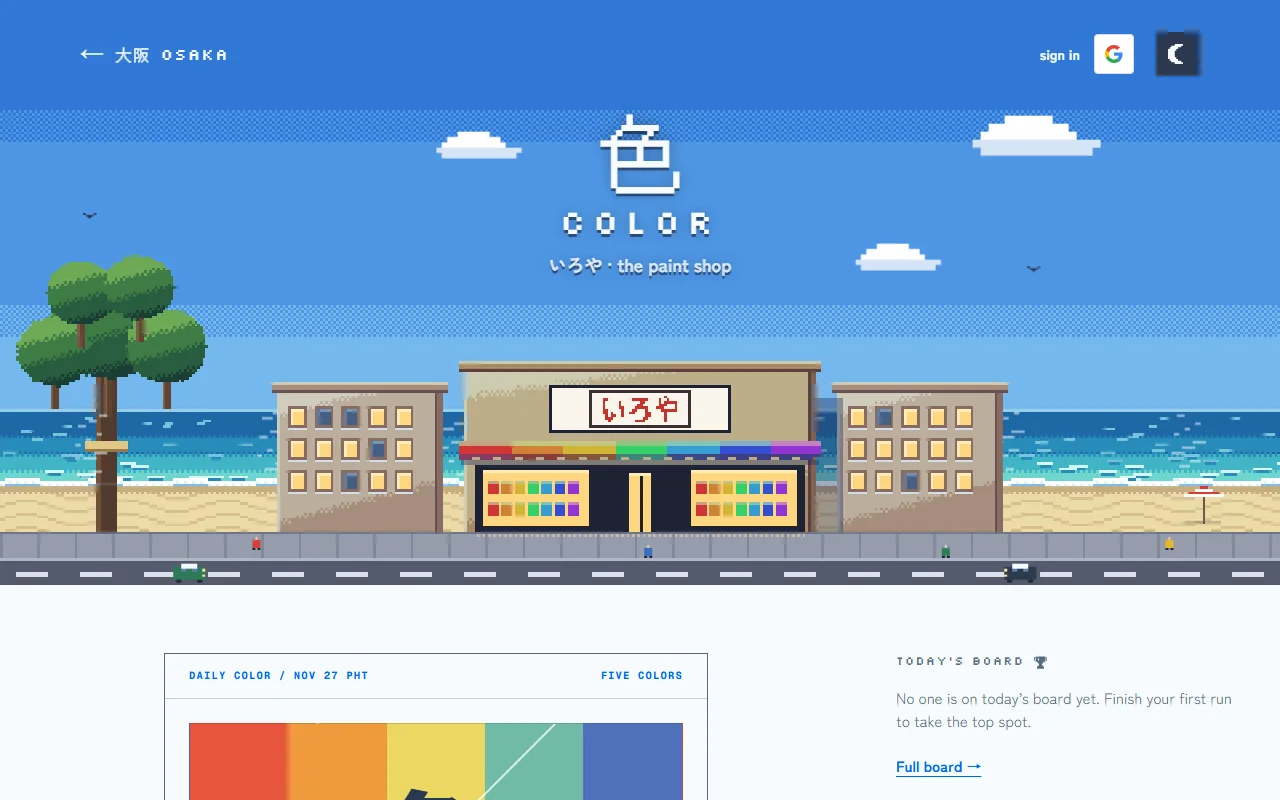 ← 大阪 OSAKA
sign in
色
COLOR
いろや · the paint shop
いろや
DAILY COLOR / NOV 27 PHT
FIVE COLORS
TODAY'S BOARD
No one is on today's board yet. Finish your first run
to take the top spot.
Full board →